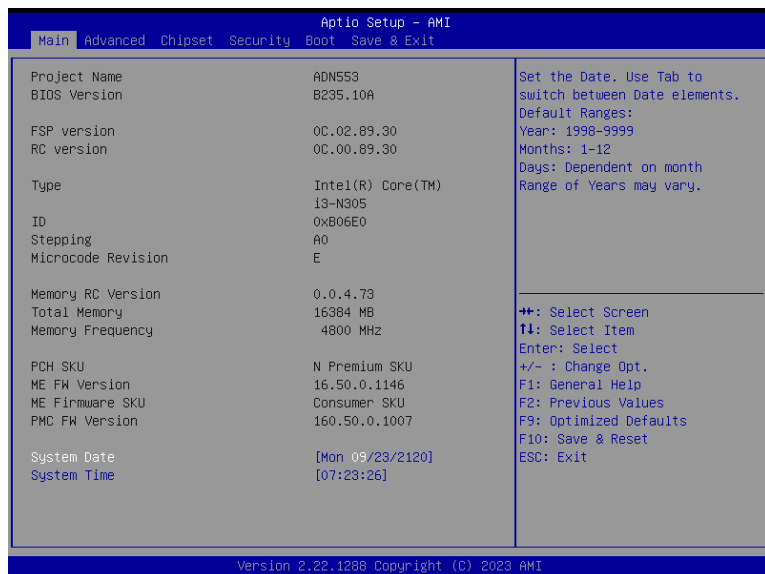 Aptio Setup – AMI
Main Advanced Chipset Security Boot Save & Exit
Project Name ADN553
BIOS Version B235.10A
FSP version 0C.02.89.30
RC version 0C.00.89.30
Type Intel(R) Core(TM)
i3-N305
ID 0xB06E0
Stepping A0
Microcode Revision E
Memory RC Version 0.0.4.73
Total Memory 16384 MB
Memory Frequency 4800 MHz
PCH SKU N Premium SKU
ME FW Version 16.50.0.1146
ME Firmware SKU Consumer SKU
PMC FW Version 160.50.0.1007
System Date [Mon 09/23/2120]
System Time [07:23:26]
Set the Date. Use Tab to
switch between Date elements.
Default Ranges:
Year: 1998-9999
Months: 1-12
Days: Dependent on month
Range of Years may vary.
→←: Select Screen
↑↓: Select Item
Enter: Select
+/- : Change Opt.
F1: General Help
F2: Previous Values
F9: Optimized Defaults
F10: Save & Reset
ESC: Exit
Version 2.22.1288 Copyright (C) 2023 AMI